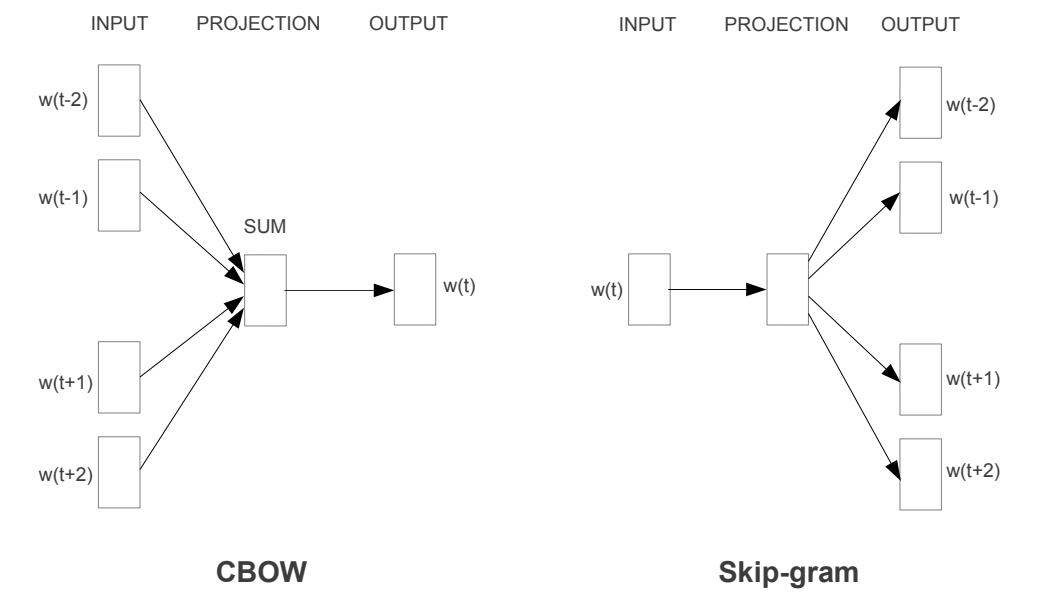 INPUT PROJECTION OUTPUT
w(t-2)
w(t-1)
SUM
w(t)
w(t+1)
w(t+2)
CBOW
INPUT PROJECTION OUTPUT
w(t-2)
w(t-1)
w(t)
w(t+1)
w(t+2)
Skip-gram